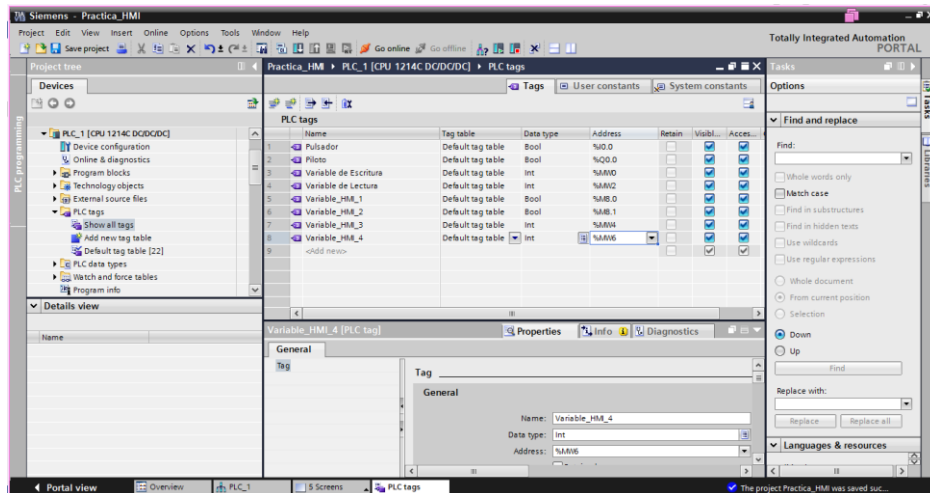 Siemens - Practica_HMI
Project Edit View Insert Online Options Tools Window Help
Totally Integrated Automation
PORTAL
Save project Go online Go offline
Project tree
Practica_HMI PLC_1 [CPU 1214C DC/DC/DC] PLC tags
Tasks
Devices
Tags User constants System constants
Options
PLC programming
PLC tags
Name Tag table Data type Address Retain Visibl... Acces...
1 Pulsador Default tag table Bool %I0.0
2 Piloto Default tag table Bool %Q0.0
3 Variable de Escritura Default tag table Int %MW0
4 Variable de Lectura Default tag table Int %MW2
5 Variable_HMI_1 Default tag table Bool %M8.0
6 Variable_HMI_2 Default tag table Bool %M8.1
7 Variable_HMI_3 Default tag table Int %MW4
8 Variable_HMI_4 Default tag table Int %MW6
9 <Add new>
PLC_1 [CPU 1214C DC/DC/DC]
Device configuration
Online & diagnostics
Program blocks
Technology objects
External source files
PLC tags
Show all tags
Add new tag table
Default tag table [22]
PLC data types
Watch and force tables
Program info
Details view
Name
Variable_HMI_4 [PLC tag]
Properties Info Diagnostics
General
Tag
Tag
General
Name: Variable_HMI_4
Data type: Int
Address: %MW6
Find and replace
Find:
Whole words only
Match case
Find in substructures
Find in hidden texts
Use wildcards
Use regular expressions
Whole document
From current position
Selection
Down
Up
Find
Replace with:
Replace Replace all
Languages & resources
Tasks
Libraries
Portal view Overview PLC_1 5 Screens PLC tags The project Practica_HMI was saved suc...